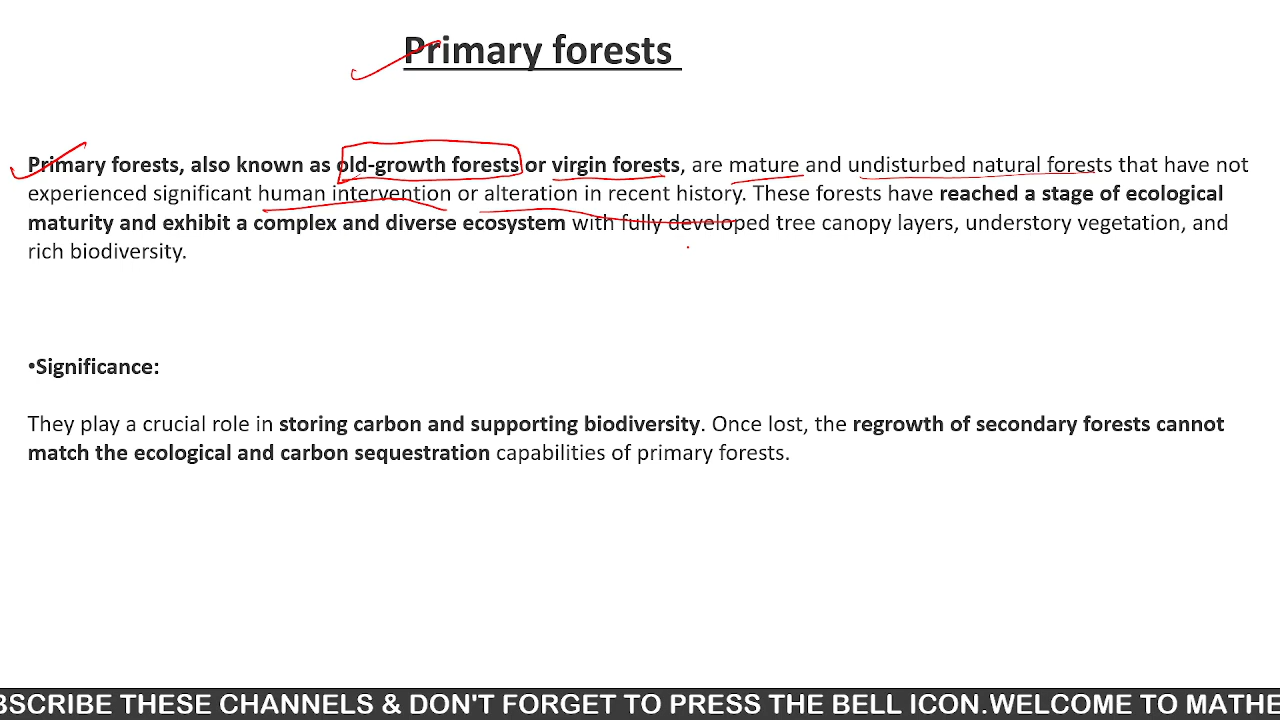 Primary forests
Primary forests, also known as old-growth forests or virgin forests, are mature and undisturbed natural forests that have not
experienced significant human intervention or alteration in recent history. These forests have reached a stage of ecological
maturity and exhibit a complex and diverse ecosystem with fully developed tree canopy layers, understory vegetation, and
rich biodiversity.
•Significance:
They play a crucial role in storing carbon and supporting biodiversity. Once lost, the regrowth of secondary forests cannot
match the ecological and carbon sequestration capabilities of primary forests.
BSCRIBE THESE CHANNELS & DON'T FORGET TO PRESS THE BELL ICON.WELCOME TO MATHE